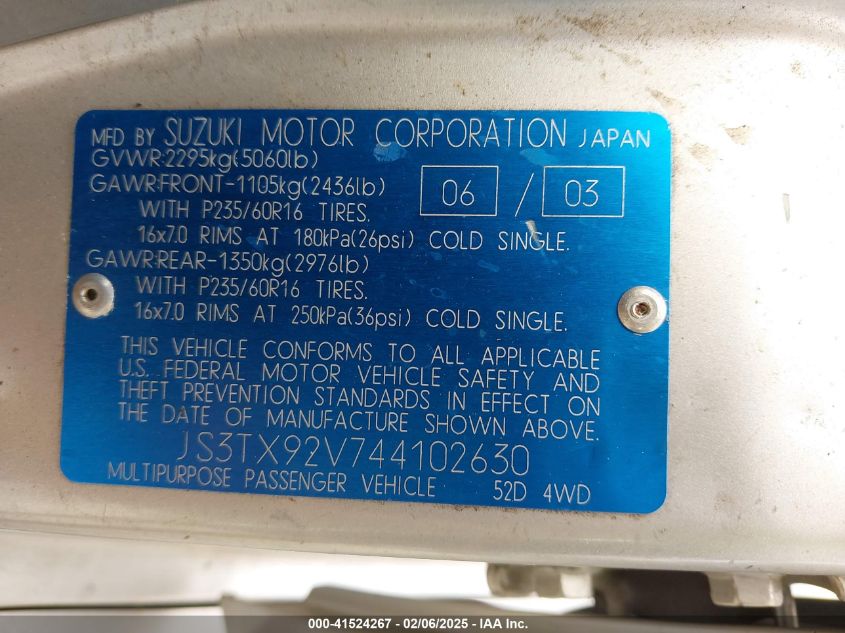 MFD BY SUZUKI MOTOR CORPORATION JAPAN
GVWR:2295kg(5060lb)
GAWR:FRONT-1105kg(2436lb) 06 / 03
WITH P235/60R16 TIRES.
16x7.0 RIMS AT 180kPa(26psi) COLD SINGLE.
GAWR:REAR-1350kg(2976lb)
WITH P235/60R16 TIRES.
16x7.0 RIMS AT 250kPa(36psi) COLD SINGLE.
THIS VEHICLE CONFORMS TO ALL APPLICABLE
U.S. FEDERAL MOTOR VEHICLE SAFETY AND
THEFT PREVENTION STANDARDS IN EFFECT ON
THE DATE OF MANUFACTURE SHOWN ABOVE.
JS3TX92V744102630
MULTIPURPOSE PASSENGER VEHICLE 52D 4WD
000-41524267 - 02/06/2025 - IAA Inc.